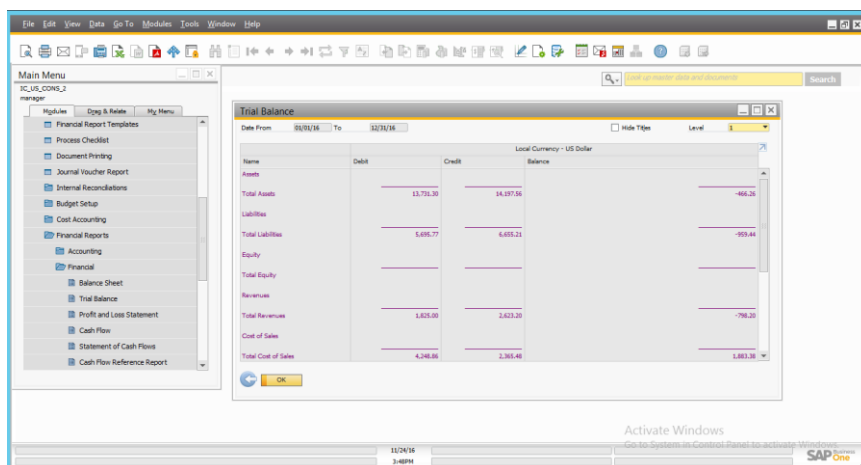 File Edit View Data Go To Modules Tools Window Help
Main Menu
IC_US_CONS_2
manager
Modules Drag & Relate My Menu
Financial Report Templates
Process Checklist
Document Printing
Journal Voucher Report
Internal Reconciliations
Budget Setup
Cost Accounting
Financial Reports
Accounting
Financial
Balance Sheet
Trial Balance
Profit and Loss Statement
Cash Flow
Statement of Cash Flows
Cash Flow Reference Report
Look up master data and documents Search
Trial Balance
Date From 01/01/16 To 12/31/16 Hide Titles Level 1
Local Currency - US Dollar
Name Debit Credit Balance
Assets
Total Assets 13,731.30 14,197.56 -466.26
Liabilities
Total Liabilities 5,695.77 6,655.21 -959.44
Equity
Total Equity
Revenues
Total Revenues 1,825.00 2,623.20 -798.20
Cost of Sales
Total Cost of Sales 4,248.86 2,365.48 1,883.38
OK
Activate Windows
Go to System in Control Panel to activate Windows.
11/24/16
3:48PM
SAP Business One